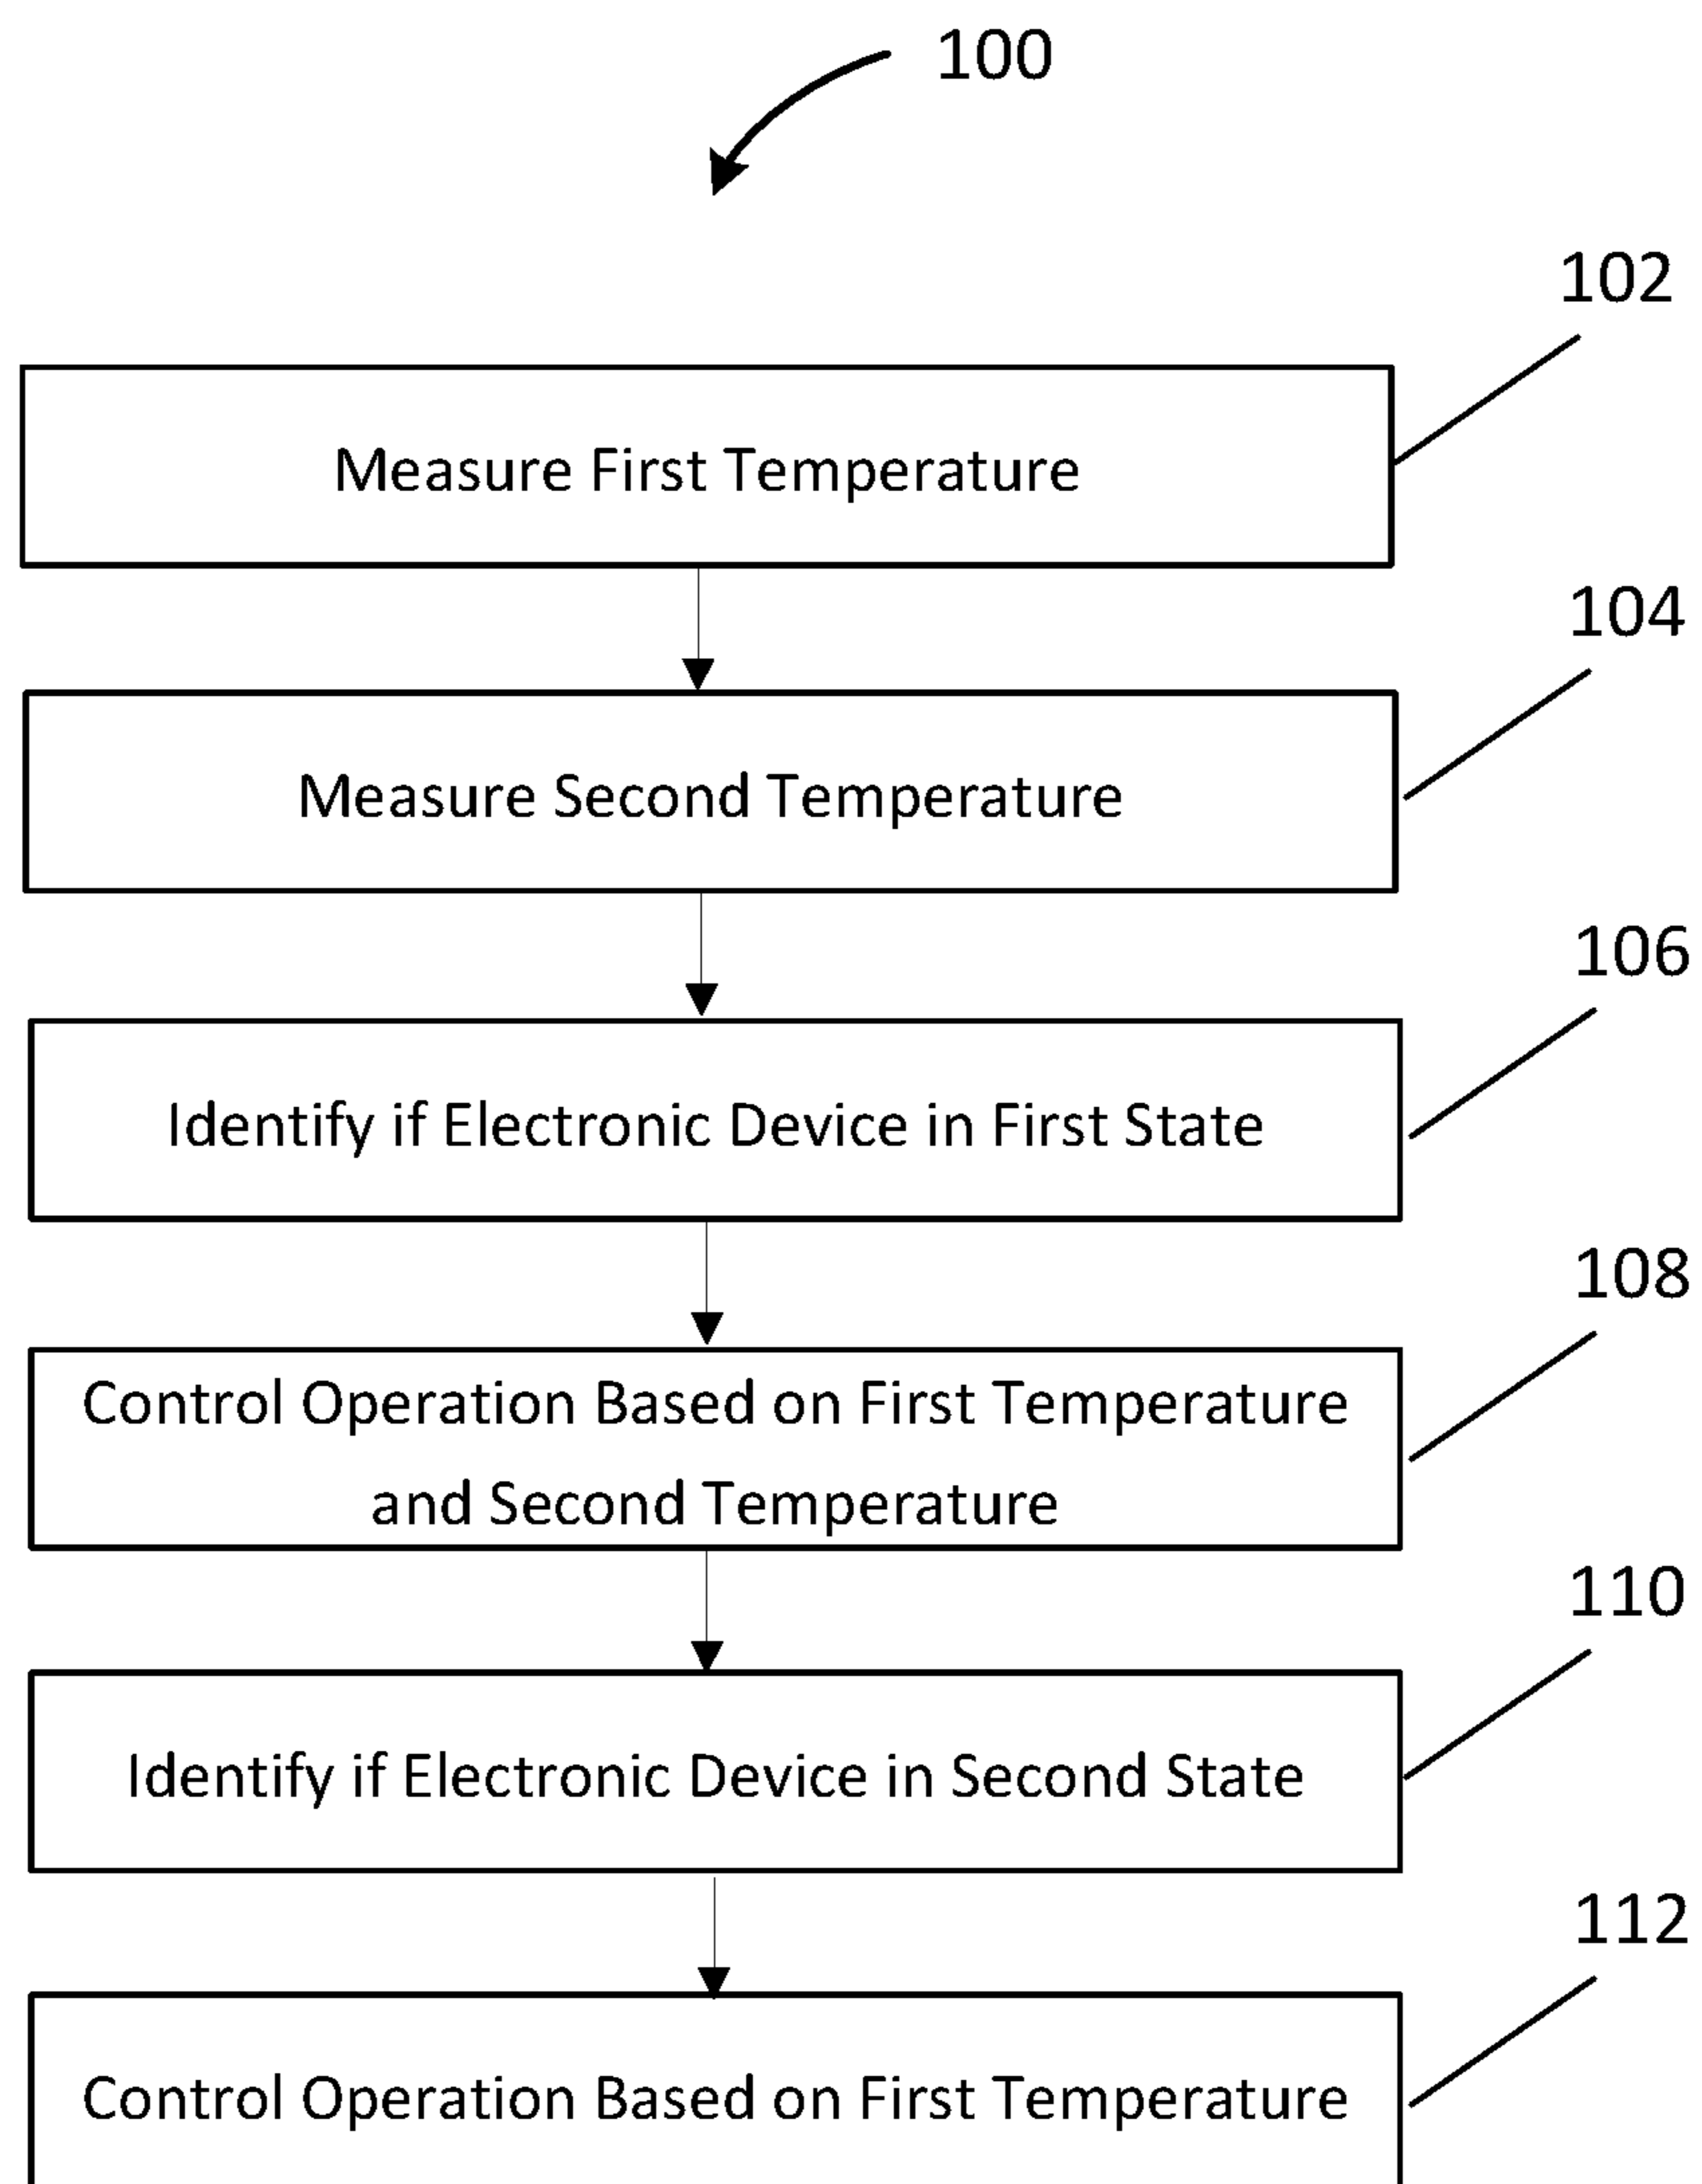 100
102
Measure First Temperature
104
Measure Second Temperature
106
Identify if Electronic Device in First State
108
Control Operation Based on First Temperature
and Second Temperature
110
Identify if Electronic Device in Second State
112
Control Operation Based on First Temperature